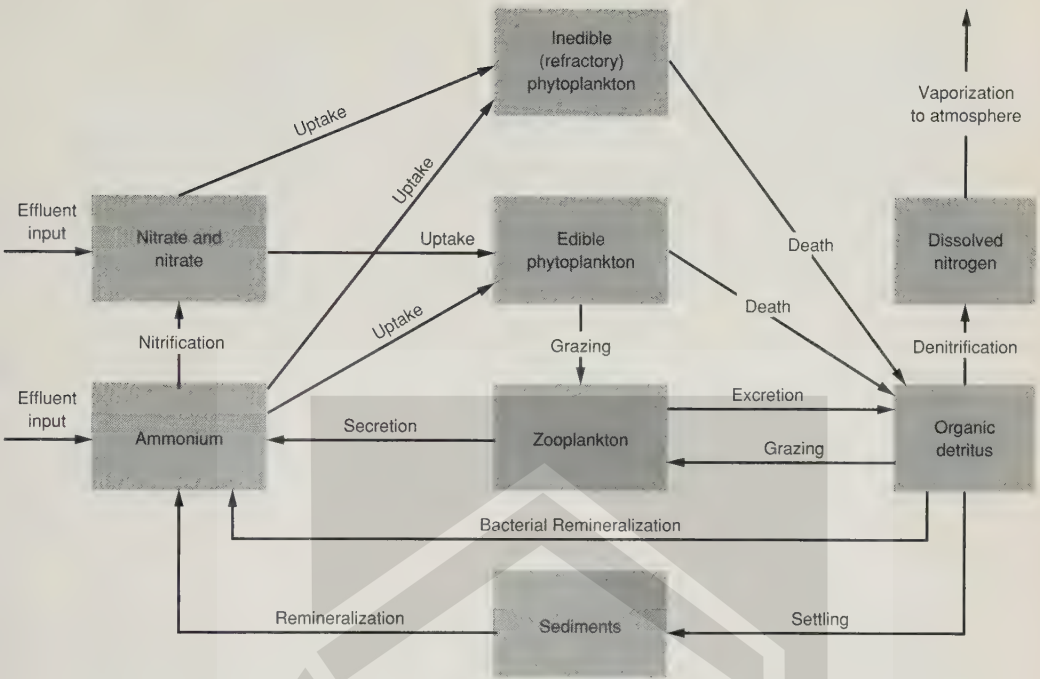 Inedible
(refractory)
phytoplankton
Vaporization
to atmosphere
Uptake
Uptake
Effluent
input
Nitrate and
nitrate
Uptake
Edible
phytoplankton
Death
Dissolved
nitrogen
Uptake
Death
Nitrification
Grazing
Denitrification
Effluent
input
Ammonium
Secretion
Zooplankton
Excretion
Grazing
Organic
detritus
Bacterial Remineralization
Remineralization
Sediments
Settling